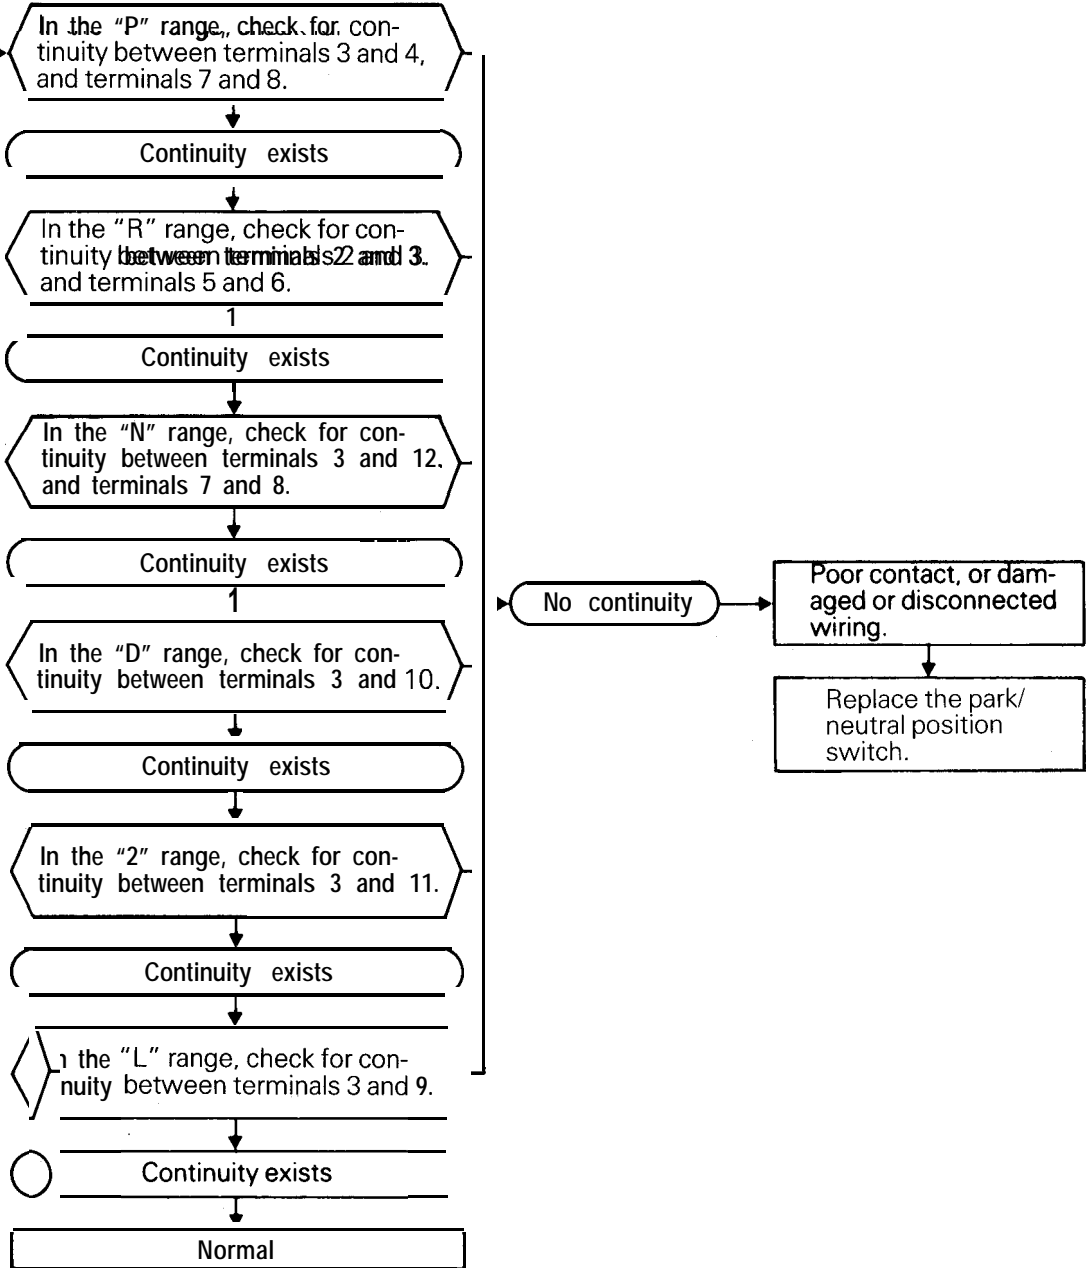 In the “P” range, check for con-
tinuity between terminals 3 and 4,
and terminals 7 and 8.
Continuity exists
In the “R” range, check for con-
tinuity between terminals 2 and 3.
and terminals 5 and 6.
1
Continuity exists
In the “N” range, check for con-
tinuity between terminals 3 and 12,
and terminals 7 and 8.
Continuity exists
1
In the “D” range, check for con-
tinuity between terminals 3 and 10.
Continuity exists
In the “2” range, check for con-
tinuity between terminals 3 and 11.
Continuity exists
n the “L” range, check for con-
nuity between terminals 3 and 9.
Continuity exists
Normal
No continuity
Poor contact, or dam-
aged or disconnected
wiring.
Replace the park/
neutral position
switch.